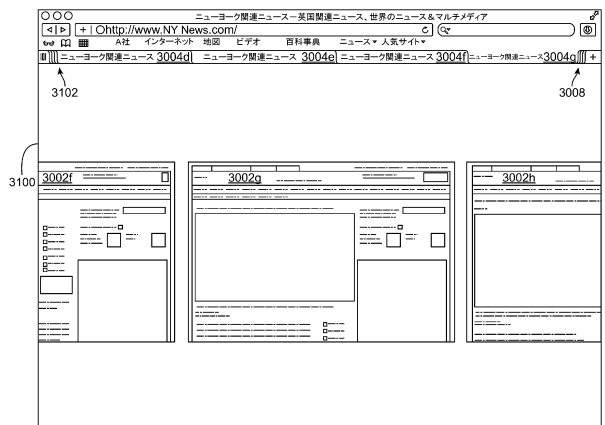 ニューヨーク関連ニュース－英国関連ニュース、世界のニュース＆マルチメディア
http://www.NY News.com/
A社 インターネット 地図 ビデオ 百科事典 ニュース▼ 人気サイト▼
ニューヨーク関連ニュース 3004d ニューヨーク関連ニュース 3004e ニューヨーク関連ニュース 3004f ニューヨーク関連ニュース 3004g +
3102 3008
3100
3002f 3002g 3002h